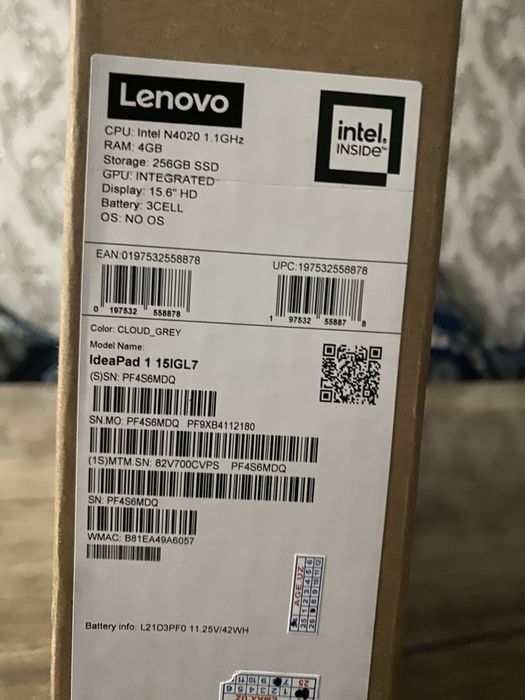 Lenovo
intel.
INSIDE™
CPU: Intel N4020 1.1GHz
RAM: 4GB
Storage: 256GB SSD
GPU: INTEGRATED
Display: 15.6" HD
Battery: 3CELL
OS: NO OS
EAN:0197532558878
UPC:197532558878
0 197532 558878
1 97532 55887 8
Color: CLOUD_GREY
Model Name:
IdeaPad 1 15IGL7
(S)SN: PF4S6MDQ
SN.MO: PF4S6MDQ PF9XB4112180
(1S)MTM.SN: 82V700CVPS PF4S6MDQ
SN: PF4S6MDQ
WMAC: B81EA49A6057
Battery info: L21D3PF0 11.25V/42WH
AGE.UZ